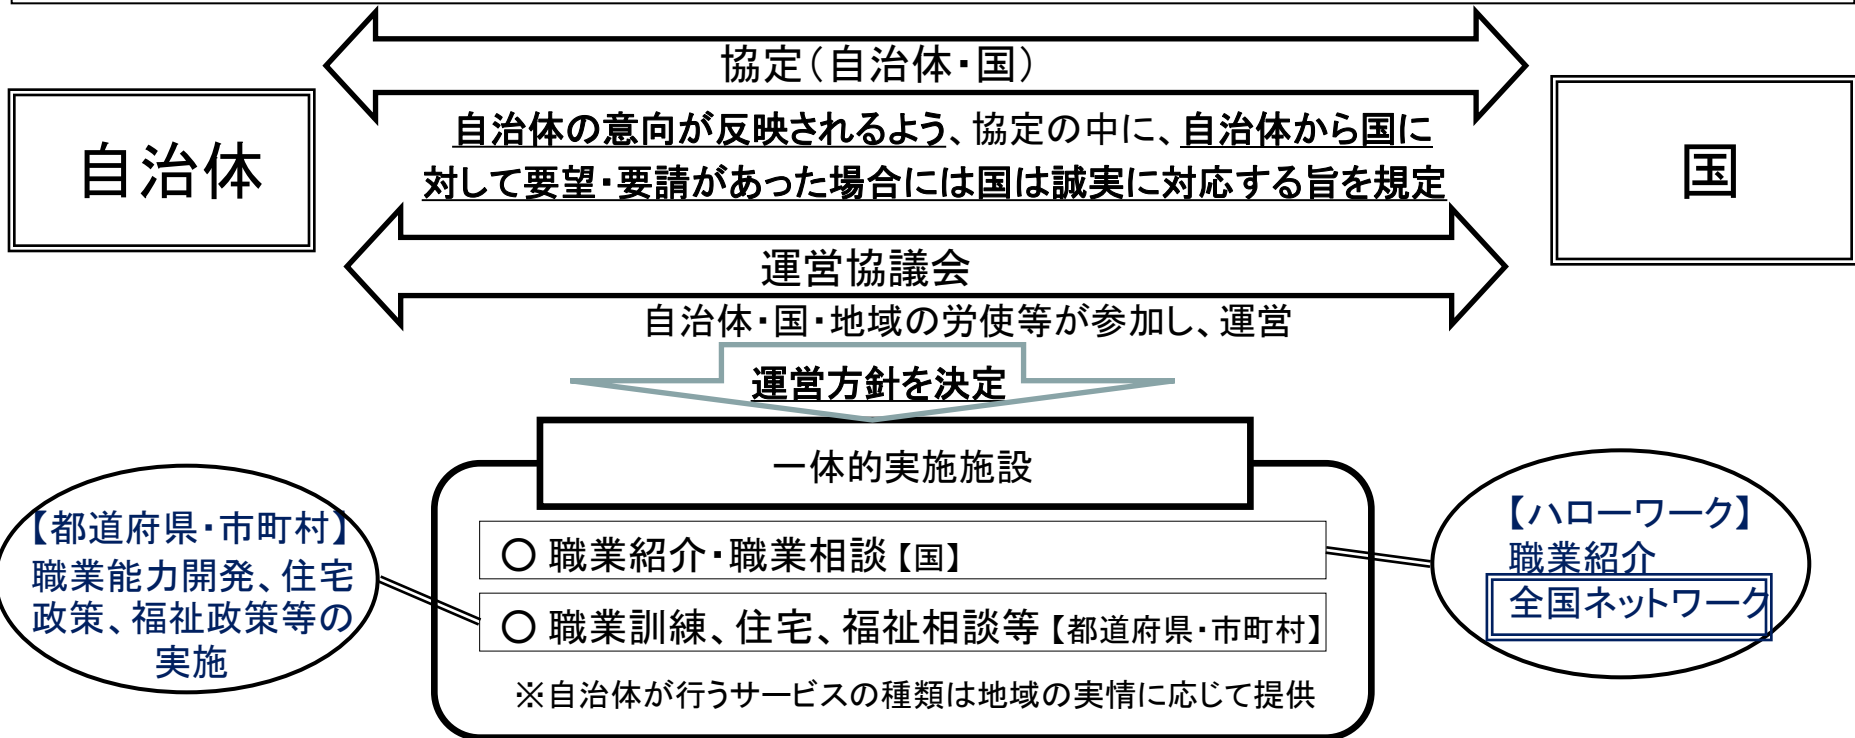 協定(自治体・国)
自治体
自治体の意向が反映されるよう、協定の中に、自治体から国に
対して要望・要請があった場合には国は誠実に対応する旨を規定
国
運営協議会
自治体・国・地域の労使等が参加し、運営
運営方針を決定
一体的実施施設
○ 職業紹介・職業相談【国】
○ 職業訓練、住宅、福祉相談等【都道府県・市町村】
※自治体が行うサービスの種類は地域の実情に応じて提供
【都道府県・市町村】
職業能力開発、住宅
政策、福祉政策等の
実施
【ハローワーク】
職業紹介
全国ネットワーク